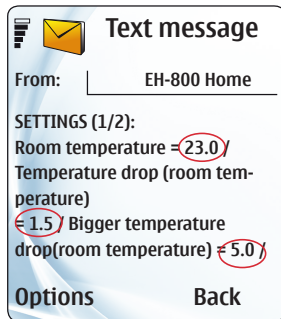 Text message
From: EH-800 Home
SETTINGS (1/2):
Room temperature = 23.0 /
Temperature drop (room tem-
perature)
= 1.5 / Bigger temperature
drop(room temperature) = 5.0 /
Options Back